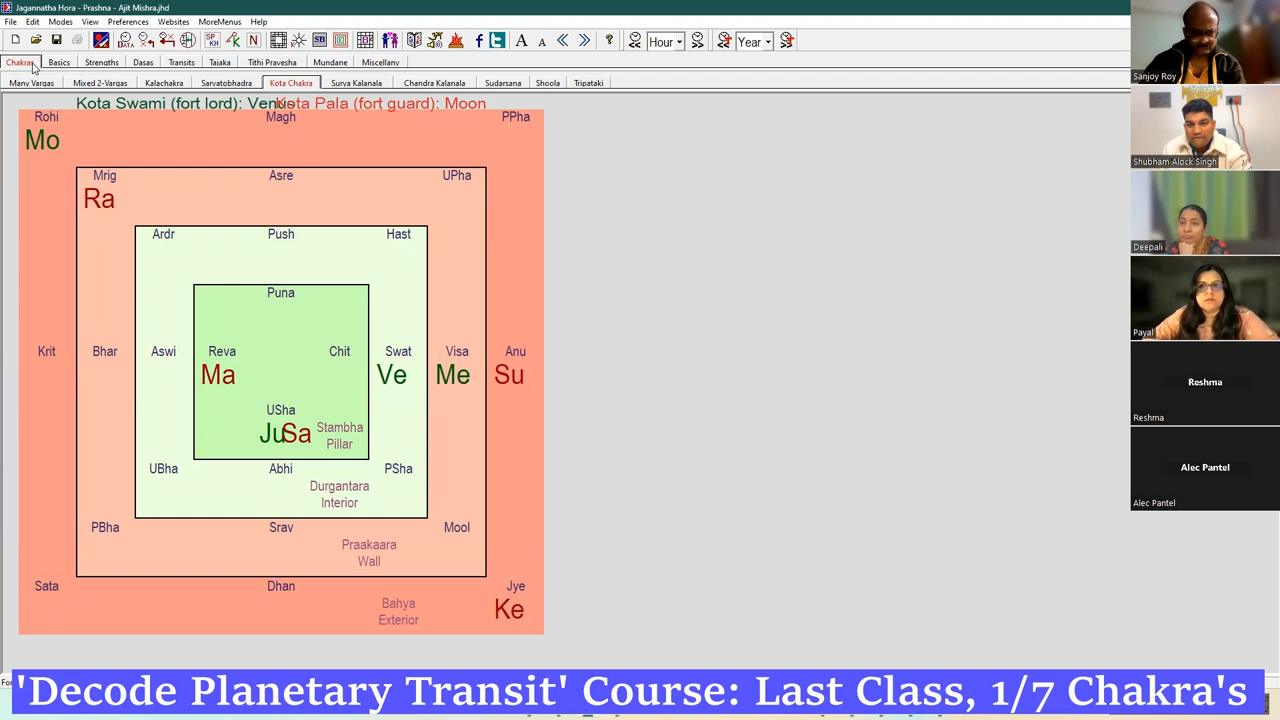 Jagannatha Hora - Prashna - Ajit Mishra.jhd
File Edit Modes View Preferences Websites MoreMenus Help
Hour Year
Chakras Basics Strengths Dasas Transits Tajaka Tithi Pravesha Mundane Miscellany
Many Vargas Mixed 2-Vargas Kalachakra Sarvatobhadra Kota Chakra Surya Kalanala Chandra Kalanala Sudarsana Shoola Tripataki
Kota Swami (fort lord): Venus Kota Pala (fort guard): Moon
Rohi Magh PPha
Mo
Mrig Asre UPha
Ra
Ardr Push Hast
Puna
Krit Bhar Aswi Reva Chit Swat Visa Anu
Ma Ve Me Su
USha
Ju Sa Stambha
Pillar
UBha Abhi PSha
Durgantara
Interior
PBha Srav Mool
Praakaara
Wall
Sata Dhan Jye
Bahya Ke
Exterior
Sanjoy Roy
Shubham Alock Singh
Deepali
Payal
Reshma
Reshma
Alec Pantel
Alec Pantel
'Decode Planetary Transit' Course: Last Class, 1/7 Chakra's